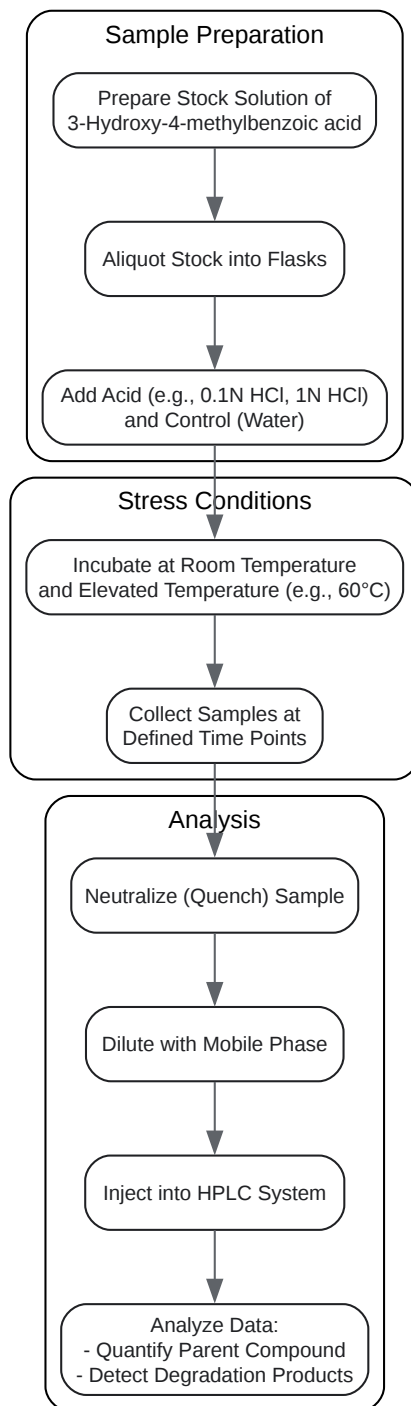 Sample Preparation
Prepare Stock Solution of
3-Hydroxy-4-methylbenzoic acid
Aliquot Stock into Flasks
Add Acid (e.g., 0.1N HCl, 1N HCl)
and Control (Water)
Stress Conditions
Incubate at Room Temperature
and Elevated Temperature (e.g., 60°C)
Collect Samples at
Defined Time Points
Analysis
Neutralize (Quench) Sample
Dilute with Mobile Phase
Inject into HPLC System
Analyze Data:
- Quantify Parent Compound
- Detect Degradation Products